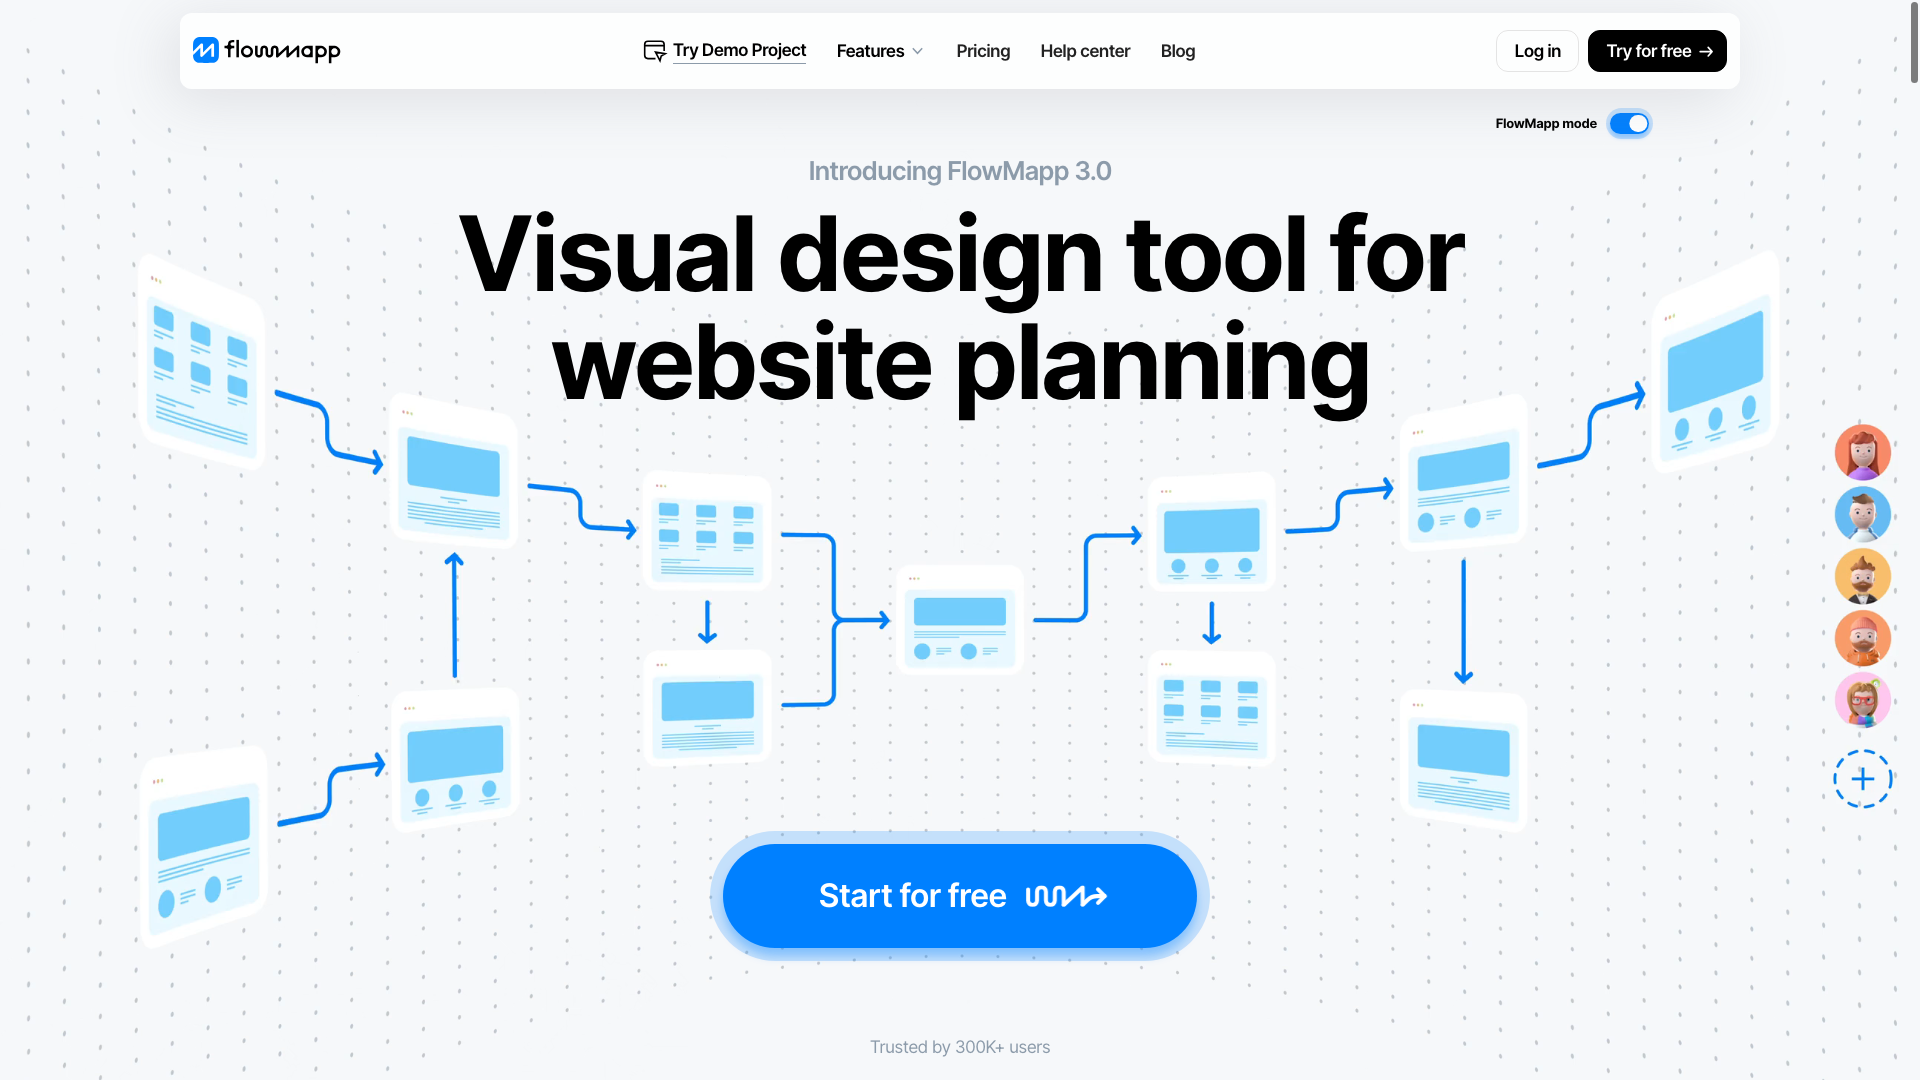 flowmapp
Try Demo Project
Features
Pricing
Help center
Blog
Log in
Try for free →
FlowMapp mode
Introducing FlowMapp 3.0
Visual design tool for
website planning
Start for free
Trusted by 300K+ users